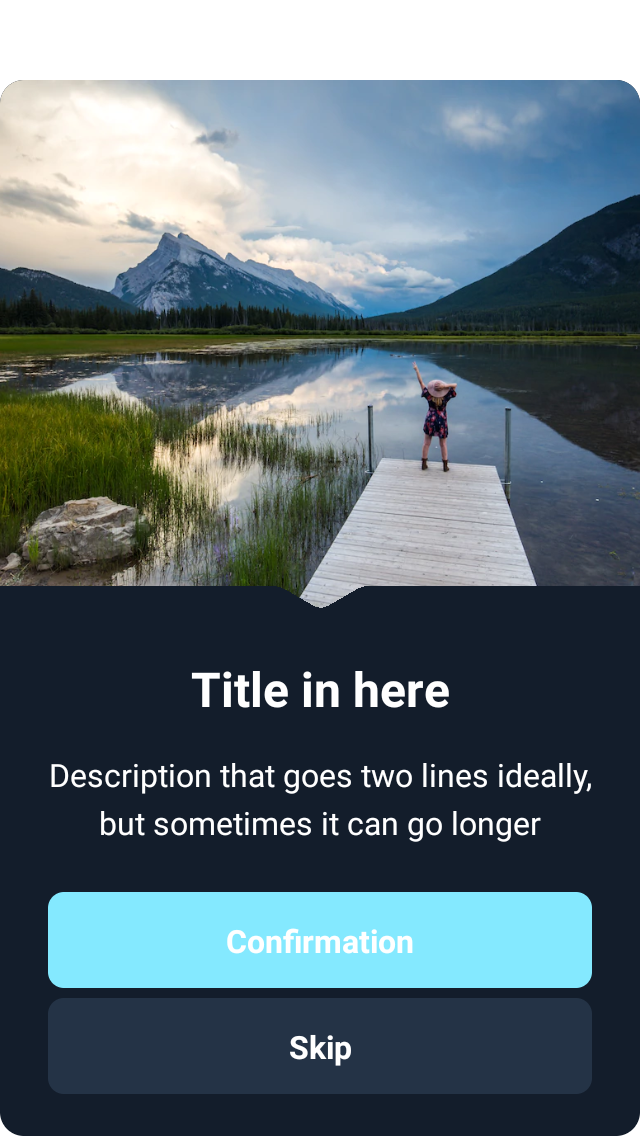 Title in here
Description that goes two lines ideally,
but sometimes it can go longer
Confirmation
Skip